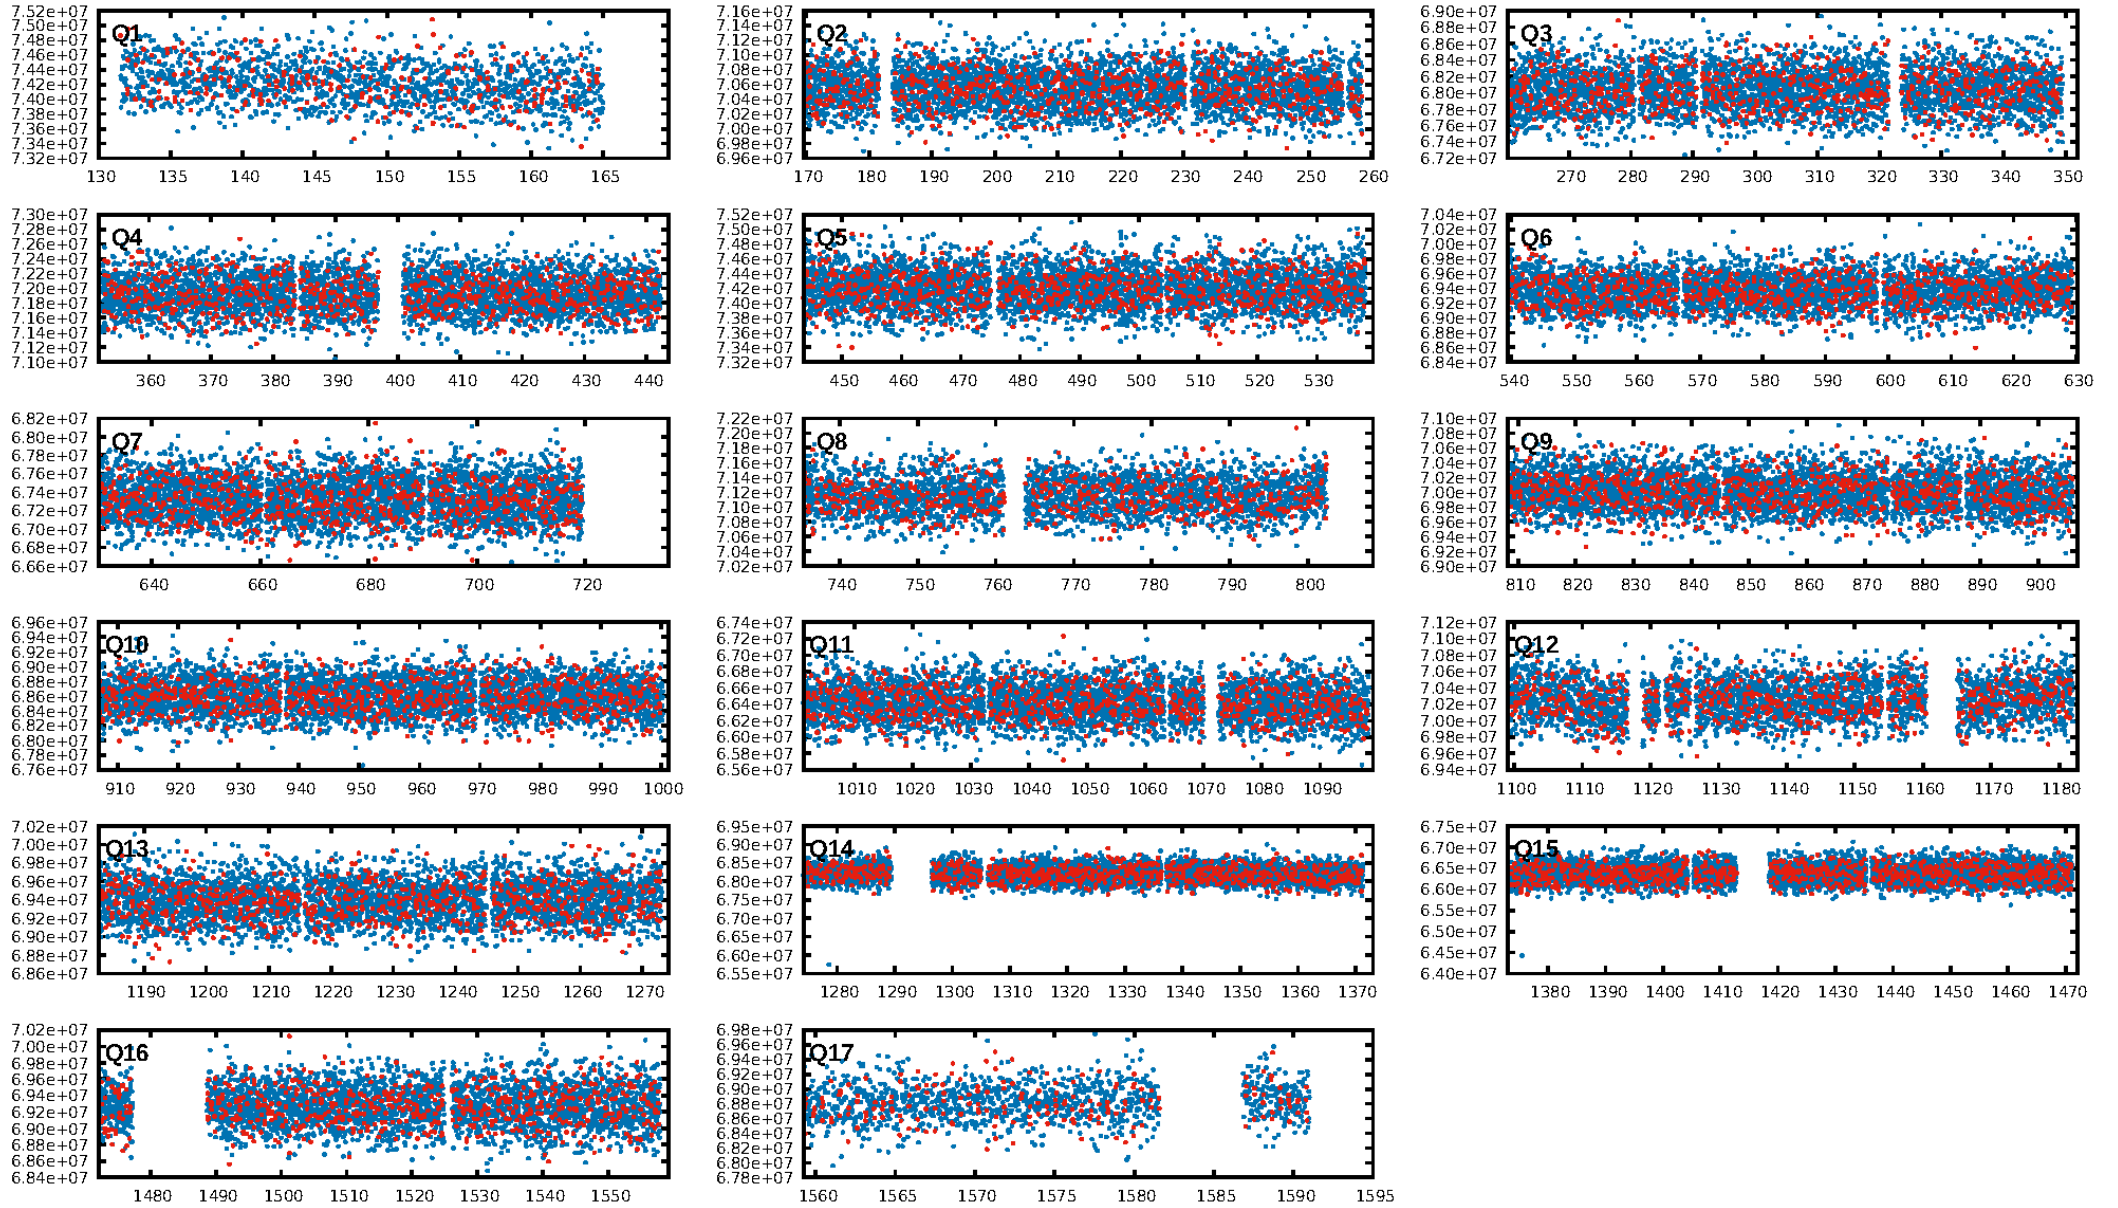 Q1
7.52e+07
7.50e+07
7.48e+07
7.46e+07
7.44e+07
7.42e+07
7.40e+07
7.38e+07
7.36e+07
7.34e+07
7.32e+07
130 135 140 145 150 155 160 165
Q2
7.16e+07
7.14e+07
7.12e+07
7.10e+07
7.08e+07
7.06e+07
7.04e+07
7.02e+07
7.00e+07
6.98e+07
6.96e+07
170 180 190 200 210 220 230 240 250 260
Q3
6.90e+07
6.88e+07
6.86e+07
6.84e+07
6.82e+07
6.80e+07
6.78e+07
6.76e+07
6.74e+07
6.72e+07
270 280 290 300 310 320 330 340 350
Q4
7.30e+07
7.28e+07
7.26e+07
7.24e+07
7.22e+07
7.20e+07
7.18e+07
7.16e+07
7.14e+07
7.12e+07
7.10e+07
360 370 380 390 400 410 420 430 440
Q5
7.52e+07
7.50e+07
7.48e+07
7.46e+07
7.44e+07
7.42e+07
7.40e+07
7.38e+07
7.36e+07
7.34e+07
7.32e+07
450 460 470 480 490 500 510 520 530
Q6
7.04e+07
7.02e+07
7.00e+07
6.98e+07
6.96e+07
6.94e+07
6.92e+07
6.90e+07
6.88e+07
6.86e+07
6.84e+07
540 550 560 570 580 590 600 610 620 630
Q7
6.82e+07
6.80e+07
6.78e+07
6.76e+07
6.74e+07
6.72e+07
6.70e+07
6.68e+07
6.66e+07
640 660 680 700 720
Q8
7.22e+07
7.20e+07
7.18e+07
7.16e+07
7.14e+07
7.12e+07
7.10e+07
7.08e+07
7.06e+07
7.04e+07
7.02e+07
740 750 760 770 780 790 800
Q9
7.10e+07
7.08e+07
7.06e+07
7.04e+07
7.02e+07
7.00e+07
6.98e+07
6.96e+07
6.94e+07
6.92e+07
6.90e+07
810 820 830 840 850 860 870 880 890 900
Q10
6.96e+07
6.94e+07
6.92e+07
6.90e+07
6.88e+07
6.86e+07
6.84e+07
6.82e+07
6.80e+07
6.78e+07
6.76e+07
910 920 930 940 950 960 970 980 990 1000
Q11
6.74e+07
6.72e+07
6.70e+07
6.68e+07
6.66e+07
6.64e+07
6.62e+07
6.60e+07
6.58e+07
6.56e+07
1010 1020 1030 1040 1050 1060 1070 1080 1090
Q12
7.12e+07
7.10e+07
7.08e+07
7.06e+07
7.04e+07
7.02e+07
7.00e+07
6.98e+07
6.96e+07
6.94e+07
1100 1110 1120 1130 1140 1150 1160 1170 1180
Q13
7.02e+07
7.00e+07
6.98e+07
6.96e+07
6.94e+07
6.92e+07
6.90e+07
6.88e+07
6.86e+07
1190 1200 1210 1220 1230 1240 1250 1260 1270
Q14
6.95e+07
6.90e+07
6.85e+07
6.80e+07
6.75e+07
6.70e+07
6.65e+07
6.60e+07
6.55e+07
1280 1290 1300 1310 1320 1330 1340 1350 1360 1370
Q15
6.75e+07
6.70e+07
6.65e+07
6.60e+07
6.55e+07
6.50e+07
6.45e+07
6.40e+07
1380 1390 1400 1410 1420 1430 1440 1450 1460 1470
Q16
7.02e+07
7.00e+07
6.98e+07
6.96e+07
6.94e+07
6.92e+07
6.90e+07
6.88e+07
6.86e+07
6.84e+07
1480 1490 1500 1510 1520 1530 1540 1550
Q17
6.98e+07
6.96e+07
6.94e+07
6.92e+07
6.90e+07
6.88e+07
6.86e+07
6.84e+07
6.82e+07
6.80e+07
6.78e+07
1560 1565 1570 1575 1580 1585 1590 1595